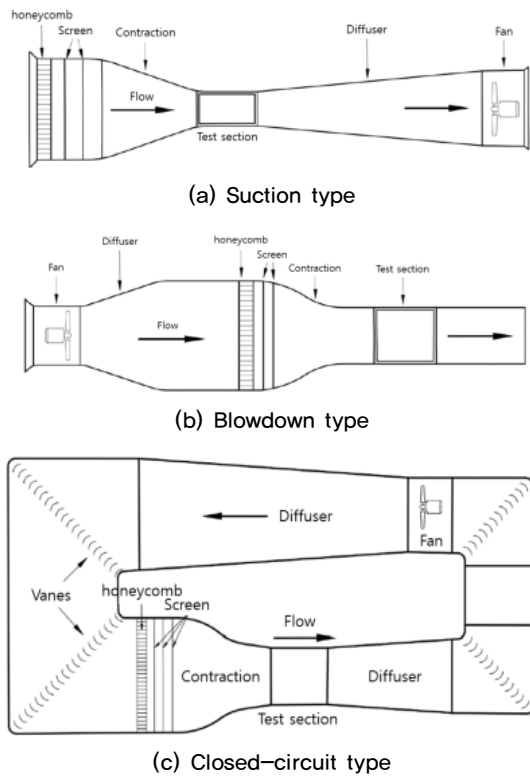 honeycomb
Screen
Contraction
Diffuser
Fan
Flow
Test section
(a) Suction type
Fan
Diffuser
honeycomb
Screen
Contraction
Test section
Flow
(b) Blowdown type
Diffuser
Fan
Vanes
honeycomb
Screen
Flow
Contraction
Diffuser
Test section
(c) Closed-circuit type